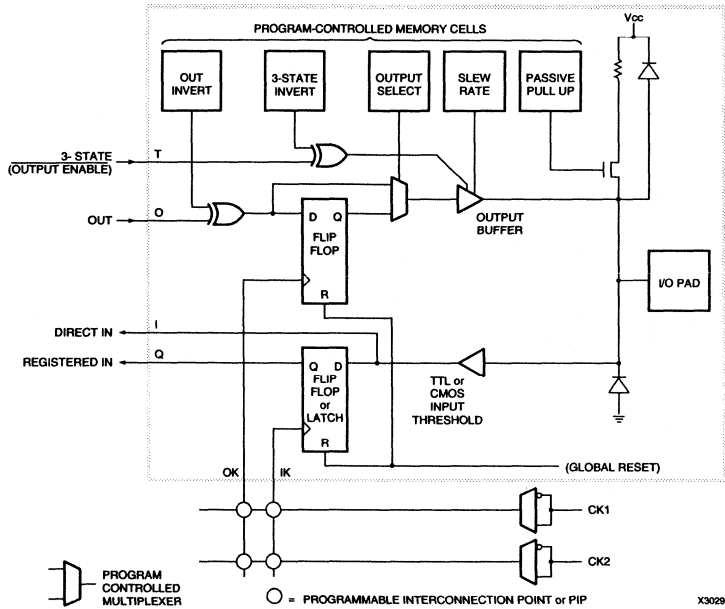 PROGRAM-CONTROLLED MEMORY CELLS
Vcc
OUT
INVERT
3-STATE
INVERT
OUTPUT
SELECT
SLEW
RATE
PASSIVE
PULL UP
3- STATE
(OUTPUT ENABLE)
T
OUT
O
D Q
FLIP
FLOP
R
OUTPUT
BUFFER
I/O PAD
DIRECT IN
I
REGISTERED IN
Q
Q D
FLIP
FLOP
or
LATCH
R
TTL or
CMOS
INPUT
THRESHOLD
OK
IK
(GLOBAL RESET)
CK1
CK2
PROGRAM
CONTROLLED
MULTIPLEXER
= PROGRAMMABLE INTERCONNECTION POINT or PIP
X3029